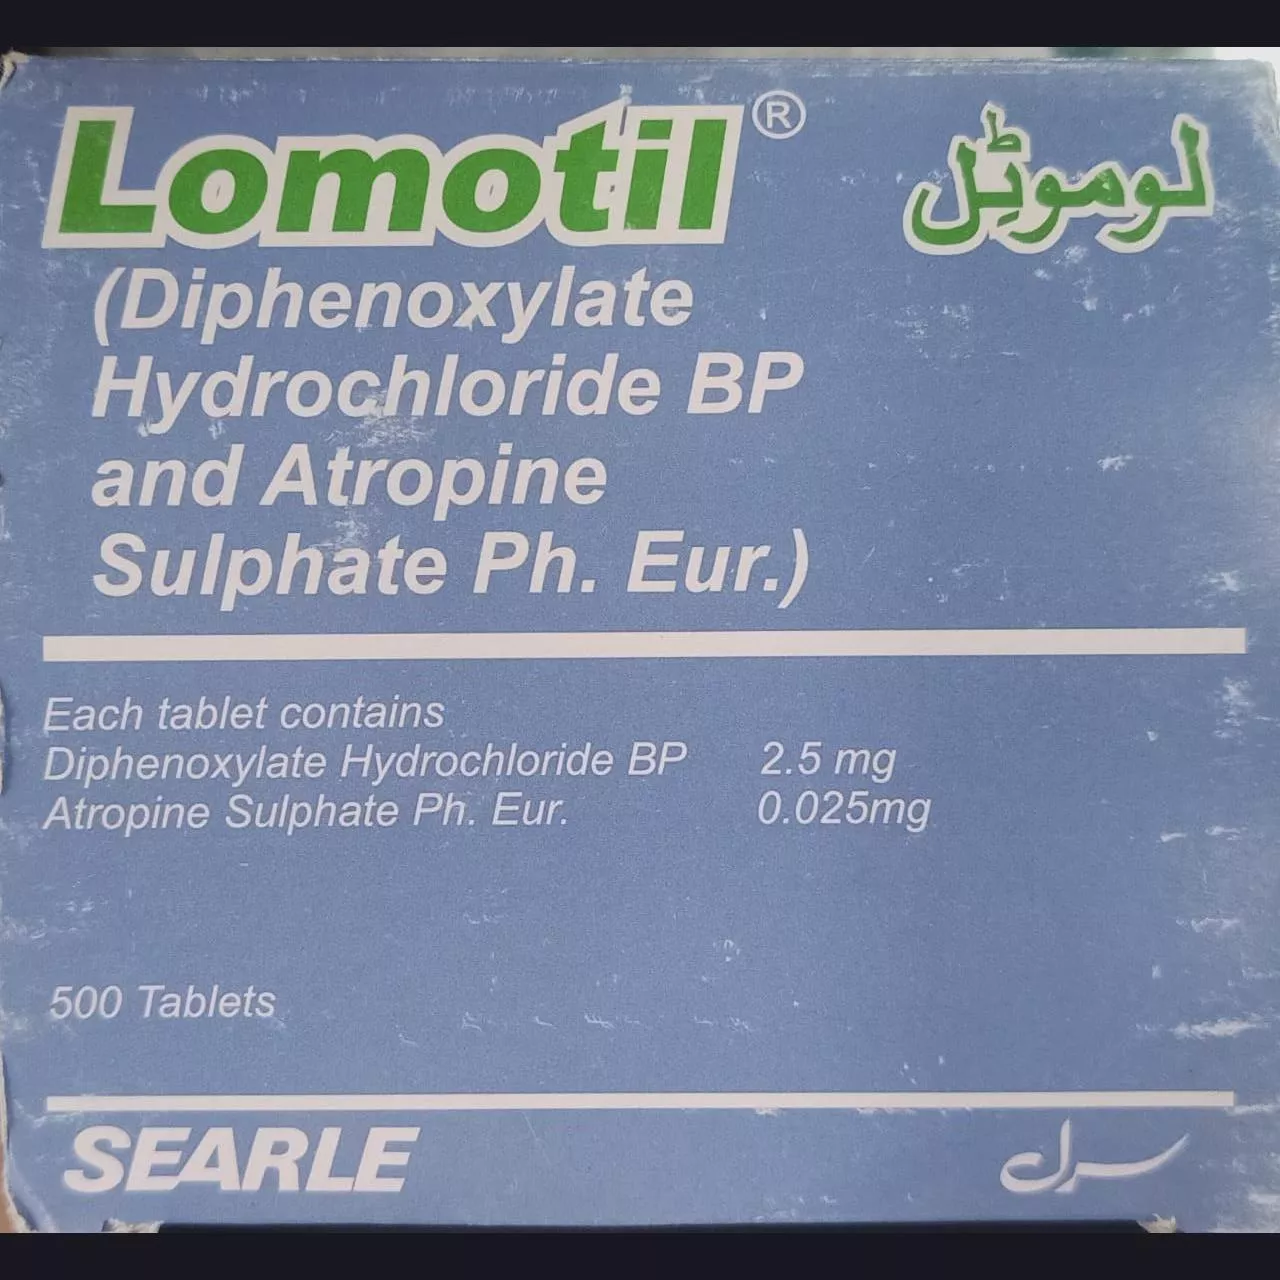 Lomotil® لوموٹِل
(Diphenoxylate
Hydrochloride BP
and Atropine
Sulphate Ph. Eur.)
Each tablet contains
Diphenoxylate Hydrochloride BP 2.5 mg
Atropine Sulphate Ph. Eur. 0.025mg
500 Tablets
SEARLE سرل